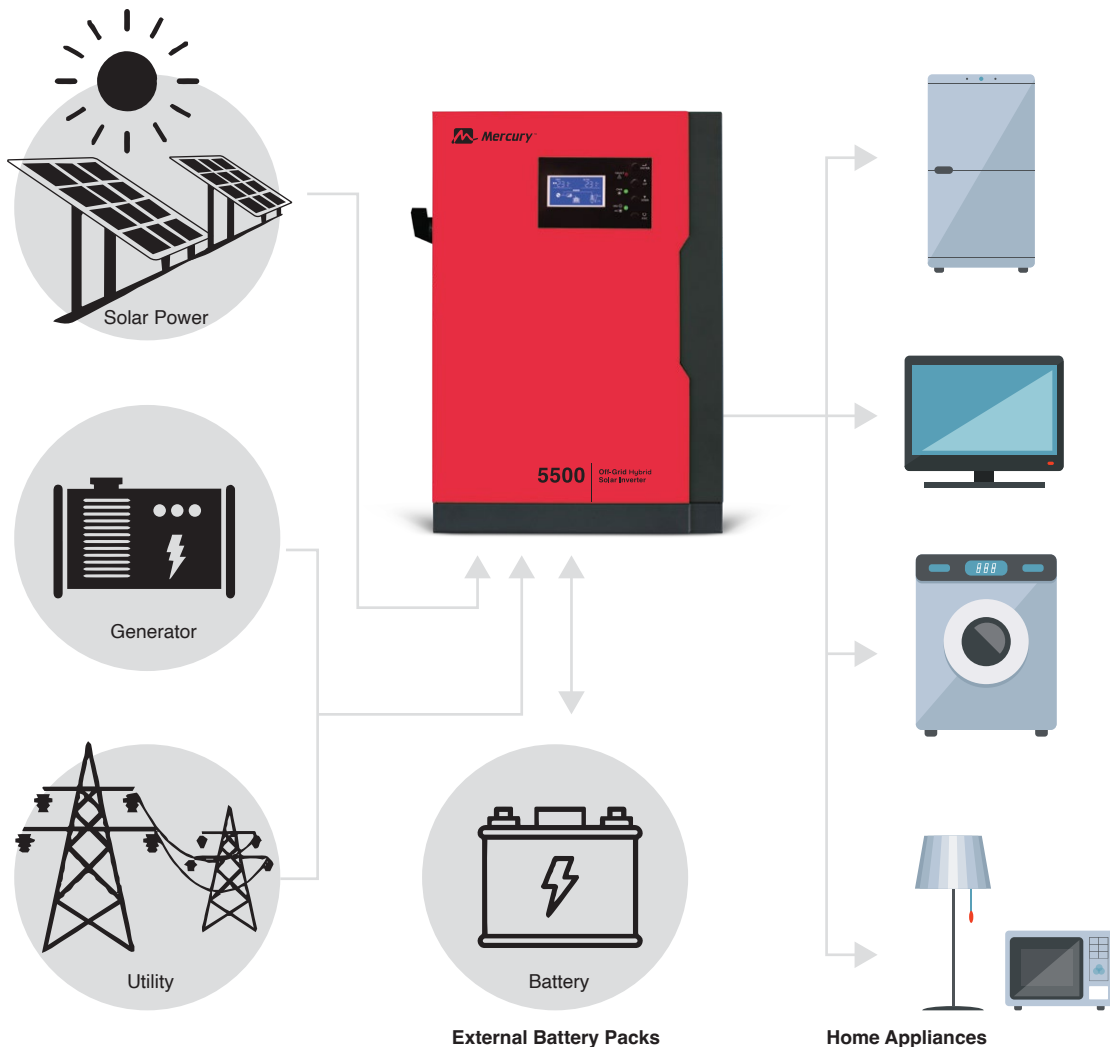 Mercury
5500
Off-Grid Hybrid
Solar Inverter
Solar Power
Generator
Utility
Battery
External Battery Packs
Home Appliances